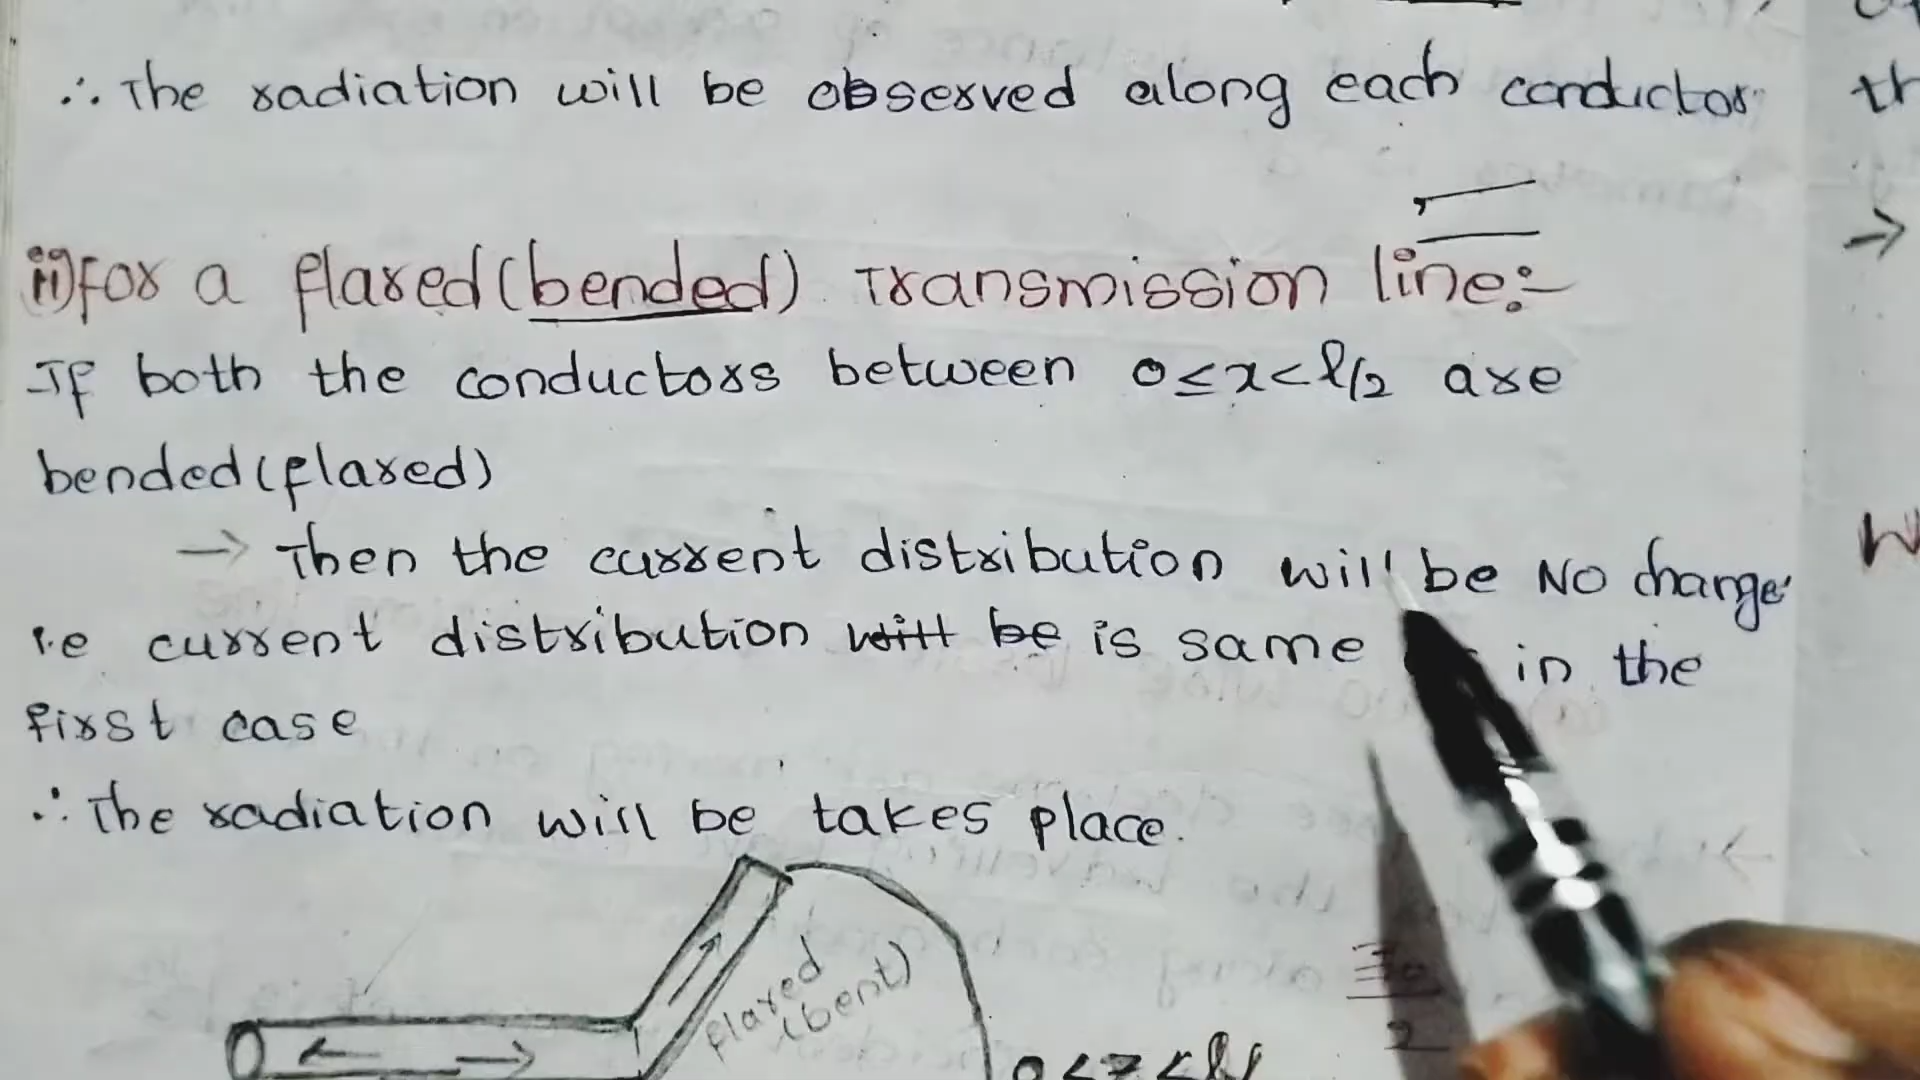 ∴ The radiation will be observed along each conductor
ii) For a flared (bended) Transmission line:-
If both the conductors between 0≤x<l/2 are
bended (flared)
→ Then the current distribution will be NO change
i.e current distribution will be is same in the
first case
∴ The radiation will be takes place.
flared
(bent)